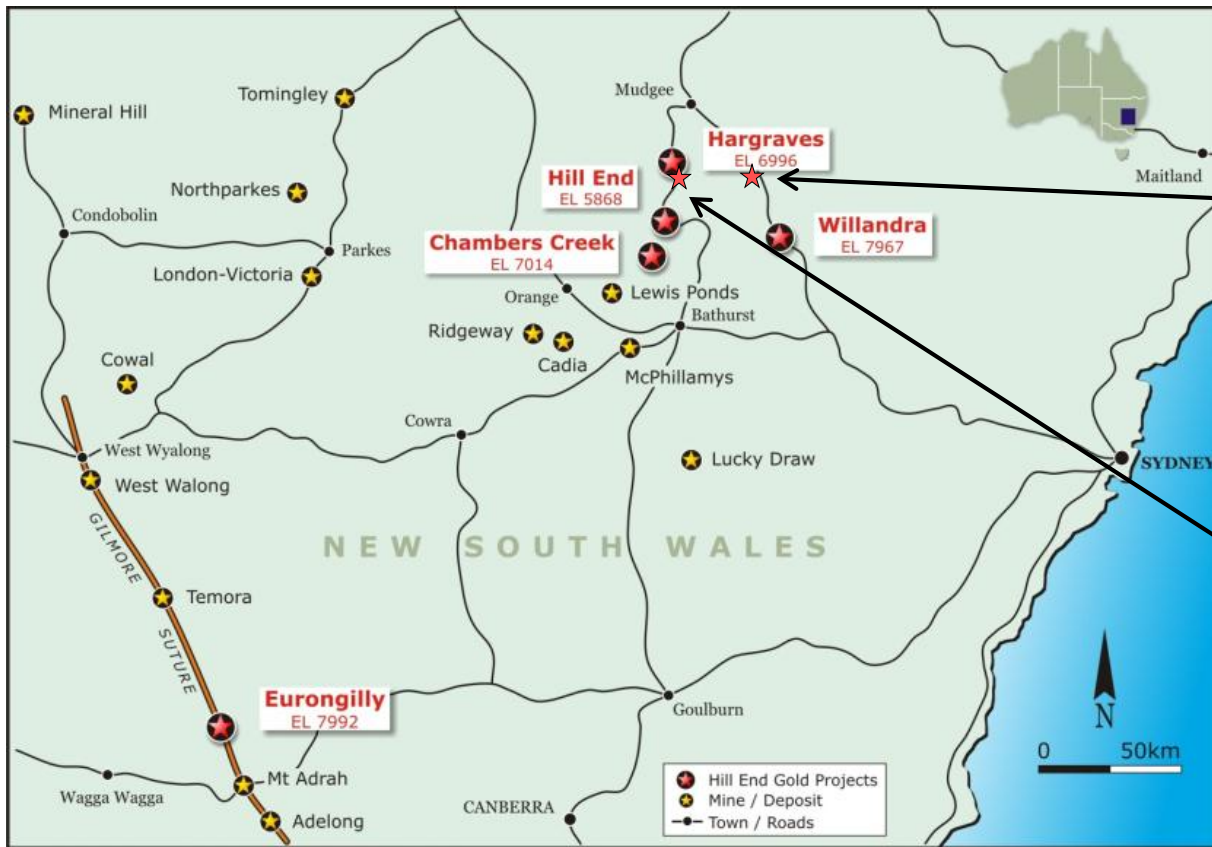 Mudgee
Tomingley
Mineral Hill
Hargraves
EL 6996
Maitland
Hill End
EL 5868
Northparkes
Condobolin
Willandra
EL 7967
Chambers Creek
EL 7014
Parkes
London-Victoria
Lewis Ponds
Orange
Bathurst
Ridgeway
Cadia
Cowal
McPhillamys
Cowra
West Wyalong
Lucky Draw
SYDNEY
West Walong
GILMORE
NEW SOUTH WALES
Temora
SUTURE
Eurongilly
EL 7992
Goulburn
N
0 50km
Mt Adrah
Wagga Wagga
Hill End Gold Projects
CANBERRA
Mine / Deposit
Adelong
Town / Roads